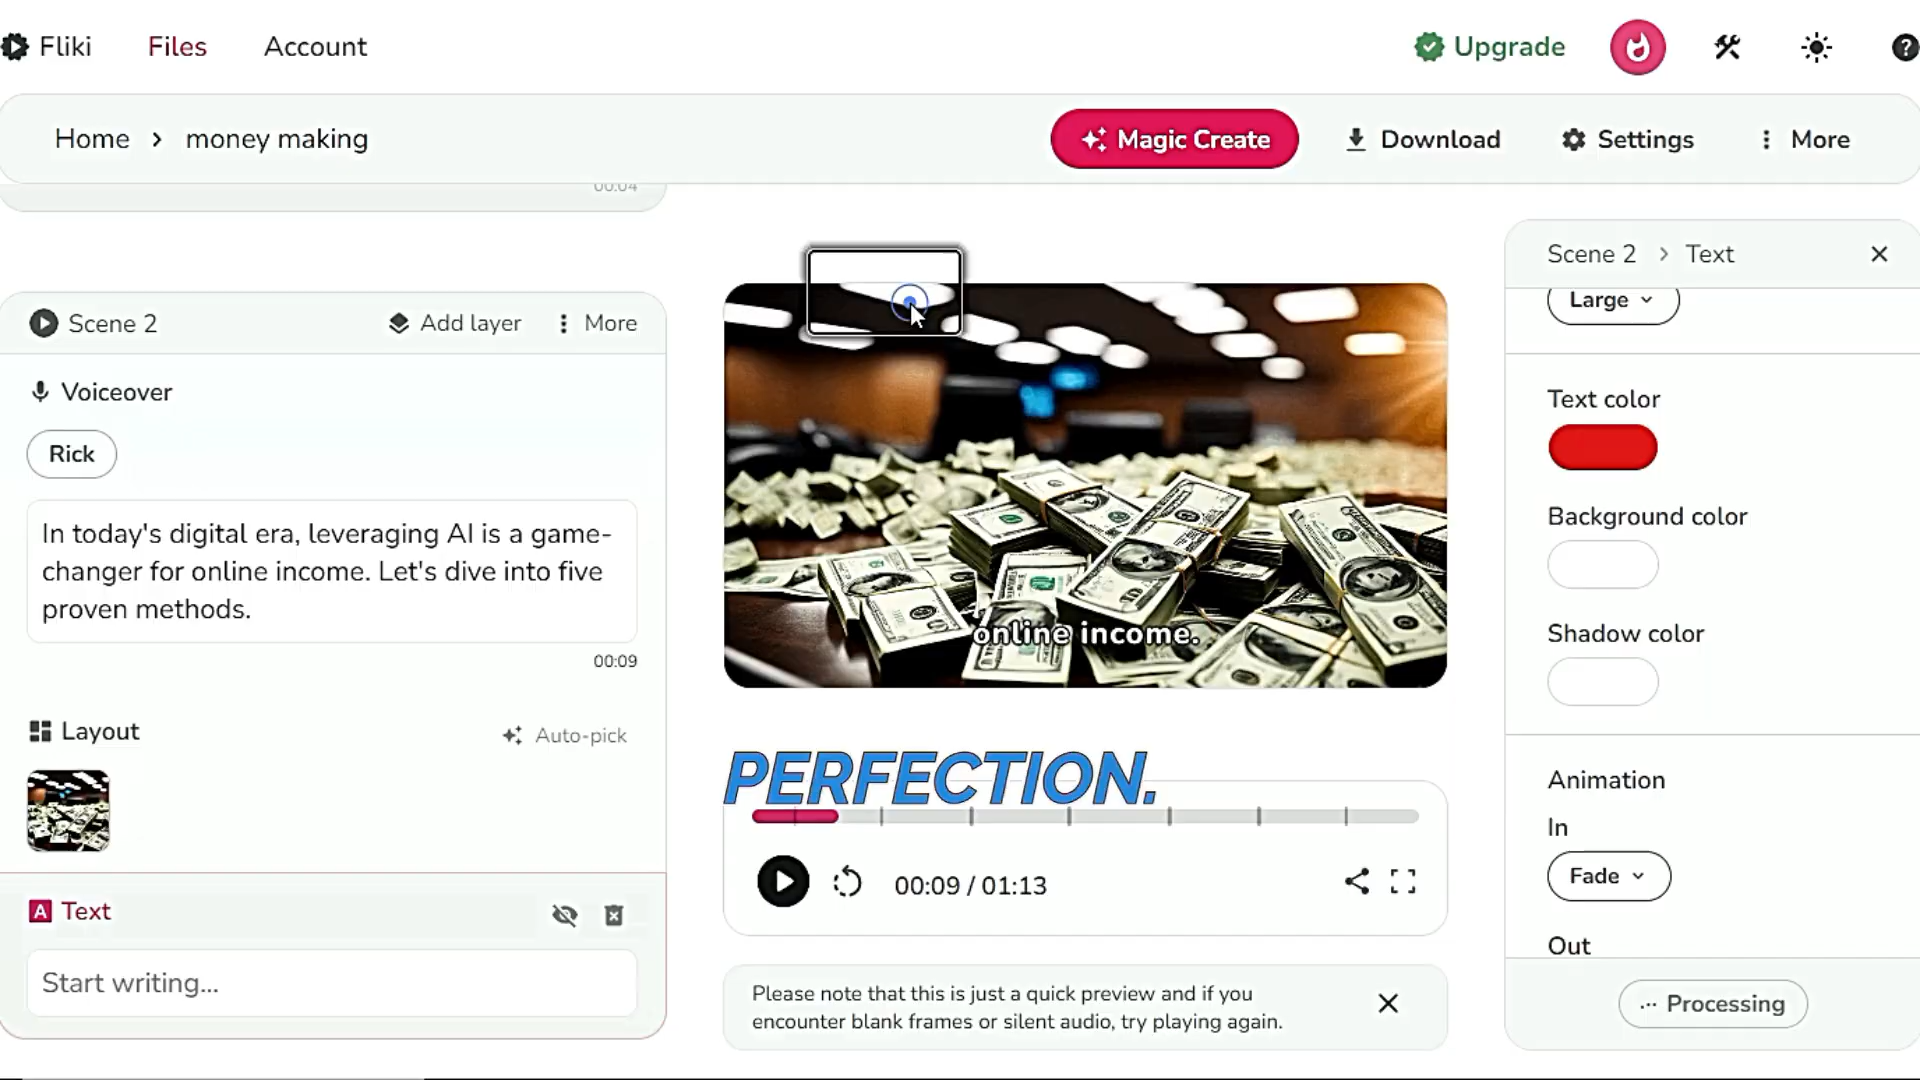 Fliki
Files
Account
Upgrade
Home > money making
Magic Create
Download
Settings
More
00:04
Scene 2
Add layer
More
Voiceover
Rick
In today's digital era, leveraging AI is a game-
changer for online income. Let's dive into five
proven methods.
00:09
Layout
Auto-pick
A Text
Start writing...
online income.
PERFECTION.
00:09 / 01:13
Please note that this is just a quick preview and if you
encounter blank frames or silent audio, try playing again.
Scene 2 > Text
Large
Text color
Background color
Shadow color
Animation
In
Fade
Out
Processing